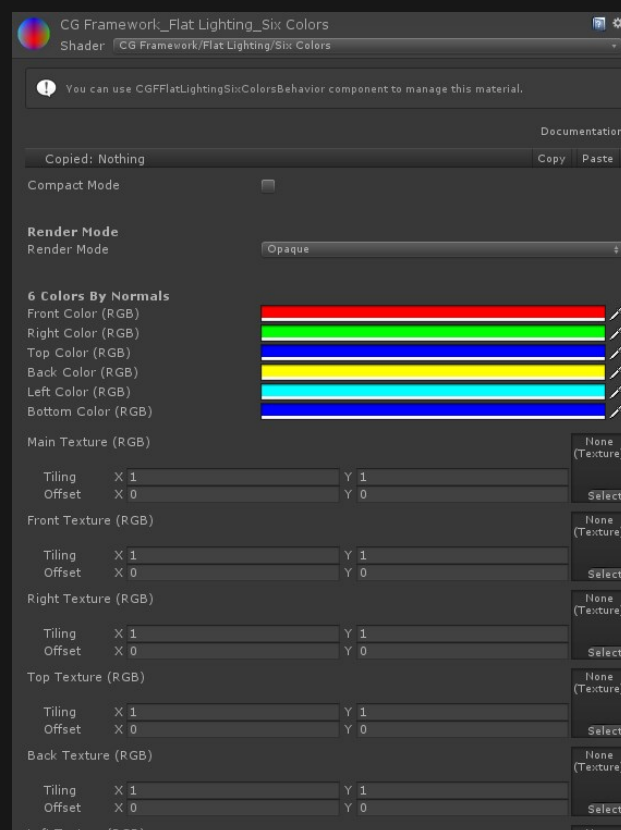 CG Framework_Flat Lighting_Six Colors
Shader CG Framework/Flat Lighting/Six Colors
You can use CGFFlatLightingSixColorsBehavior component to manage this material.
Documentation
Copied: Nothing Copy Paste
Compact Mode
Render Mode
Render Mode Opaque
6 Colors By Normals
Front Color (RGB)
Right Color (RGB)
Top Color (RGB)
Back Color (RGB)
Left Color (RGB)
Bottom Color (RGB)
Main Texture (RGB) None
(Texture)
Tiling X 1 Y 1
Offset X 0 Y 0 Select
Front Texture (RGB) None
(Texture)
Tiling X 1 Y 1
Offset X 0 Y 0 Select
Right Texture (RGB) None
(Texture)
Tiling X 1 Y 1
Offset X 0 Y 0 Select
Top Texture (RGB) None
(Texture)
Tiling X 1 Y 1
Offset X 0 Y 0 Select
Back Texture (RGB) None
(Texture)
Tiling X 1 Y 1
Offset X 0 Y 0 Select